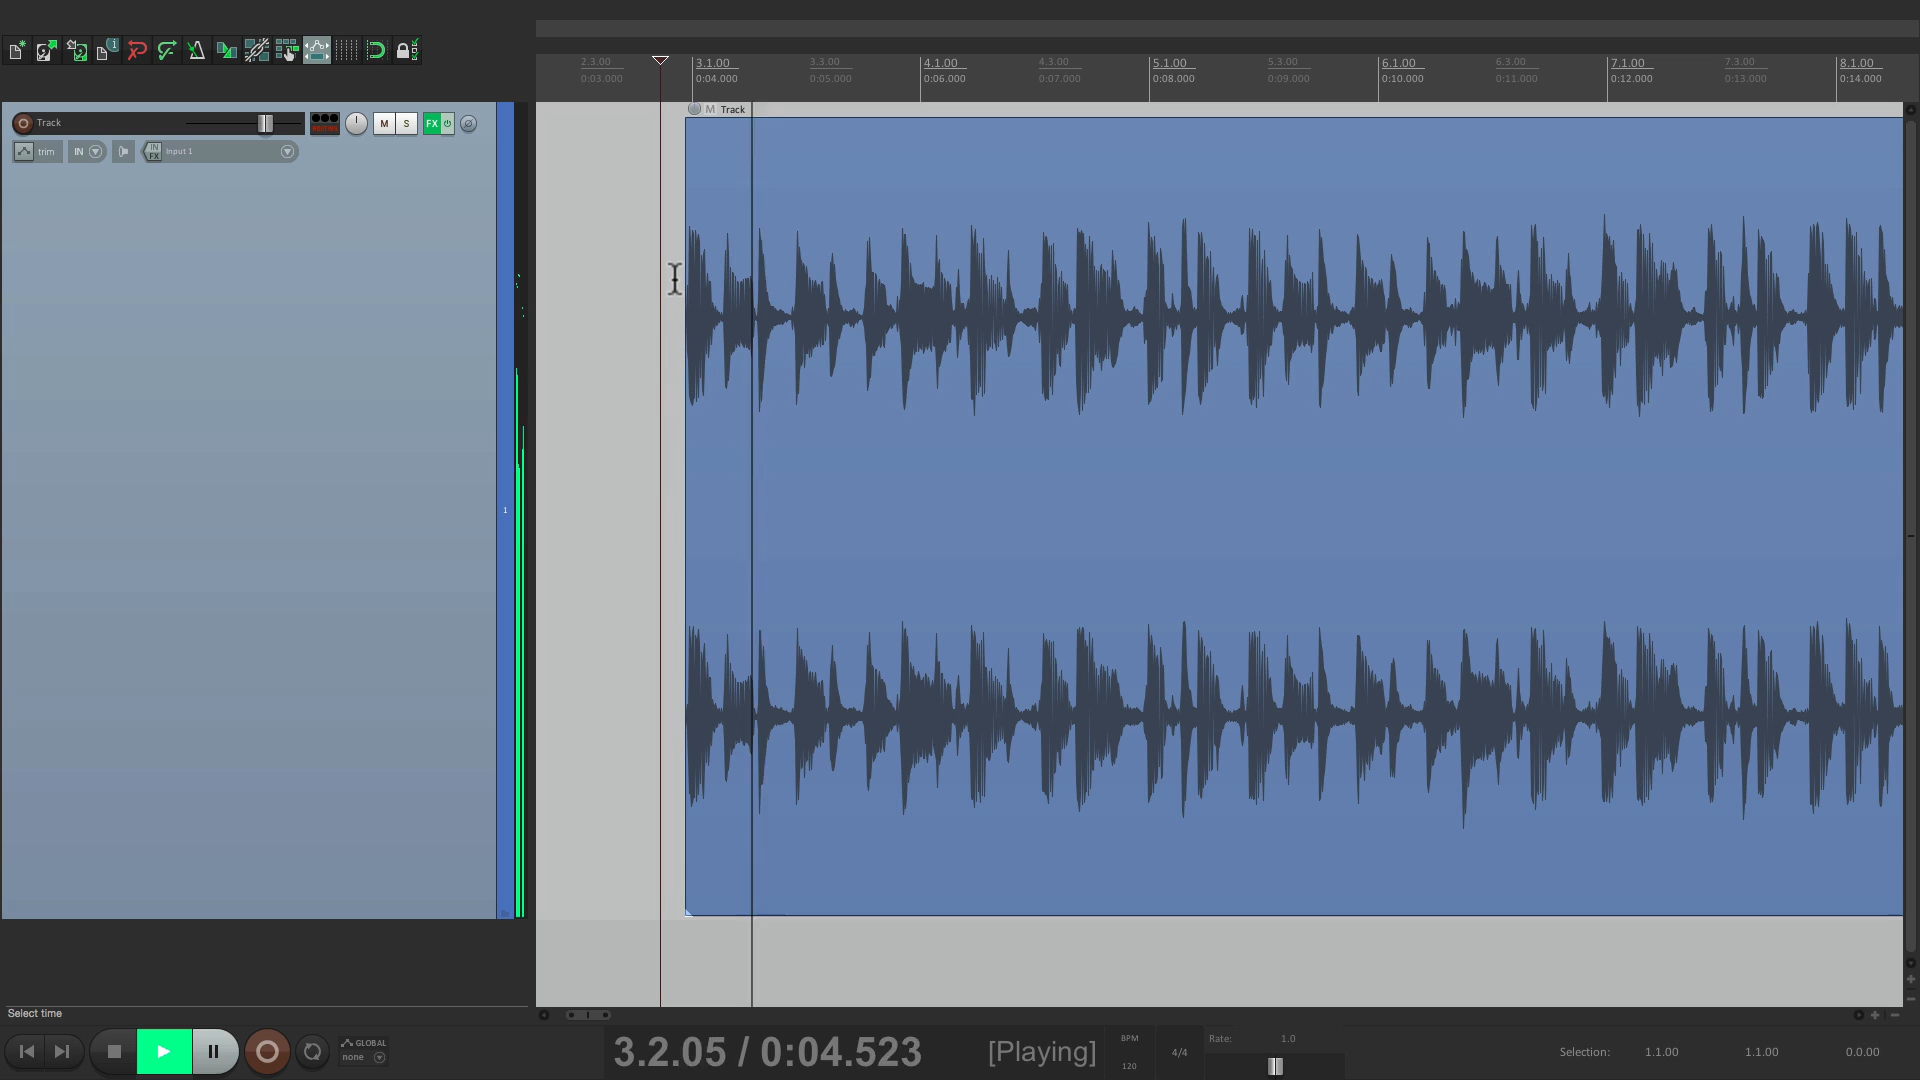 2.3.00 3.1.00 3.3.00 4.1.00 4.3.00 5.1.00 5.3.00 6.1.00 6.3.00 7.1.00 7.3.00 8.1.00
0:03.000 0:04.000 0:05.000 0:06.000 0:07.000 0:08.000 0:09.000 0:10.000 0:11.000 0:12.000 0:13.000 0:14.000
M Track
Track M S FX
trim IN IN FX Input 1
1
Select time
GLOBAL
none
3.2.05 / 0:04.523 [Playing]
BPM
120
4/4
Rate: 1.0
Selection: 1.1.00 1.1.00 0.0.00